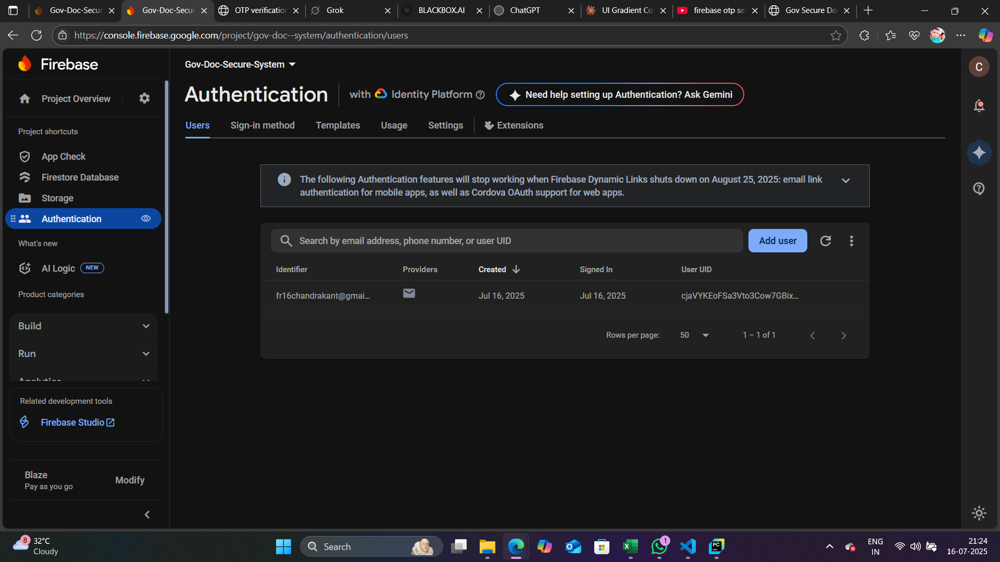 Gov-Doc-Secur
Gov-Doc-Secur
OTP verification
Grok
BLACKBOX.AI
ChatGPT
UI Gradient Co
firebase otp se
Gov Secure Do
https://console.firebase.google.com/project/gov-doc--system/authentication/users
Firebase
Gov-Doc-Secure-System
C
Project Overview
Authentication
with Identity Platform
Need help setting up Authentication? Ask Gemini
Users
Sign-in method
Templates
Usage
Settings
Extensions
Project shortcuts
App Check
Firestore Database
Storage
Authentication
What's new
AI Logic NEW
Product categories
Build
Run
Analytics
Related development tools
Firebase Studio
Blaze
Pay as you go
Modify
The following Authentication features will stop working when Firebase Dynamic Links shuts down on August 25, 2025: email link
authentication for mobile apps, as well as Cordova OAuth support for web apps.
Search by email address, phone number, or user UID
Add user
Identifier Providers Created Signed In User UID
fr16chandrakant@gmai... Jul 16, 2025 Jul 16, 2025 cjaVYKEoFSa3Vto3Cow7GBix...
Rows per page: 50 1 – 1 of 1
8
32°C
Cloudy
Search
1
ENG
IN
21:24
16-07-2025